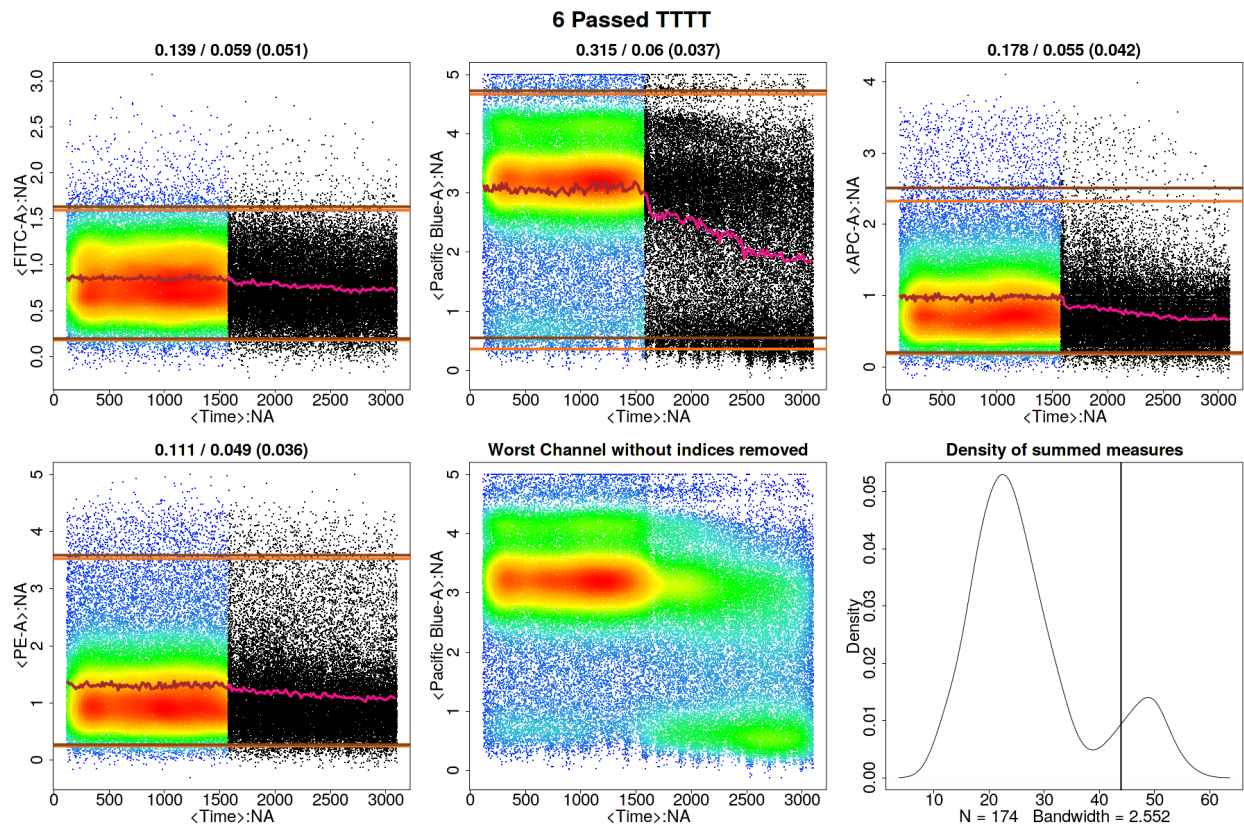 6 Passed TTTT
0.139 / 0.059 (0.051)
3.0
2.5
2.0
1.5
1.0
0.5
0.0
<FITC-A>:NA
0 500 1000 1500 2000 2500 3000
<Time>:NA
0.315 / 0.06 (0.037)
5
4
3
2
1
0
<Pacific Blue-A>:NA
0 500 1000 1500 2000 2500 3000
<Time>:NA
0.178 / 0.055 (0.042)
4
3
2
1
0
<APC-A>:NA
0 500 1000 1500 2000 2500 3000
<Time>:NA
0.111 / 0.049 (0.036)
5
4
3
2
1
0
<PE-A>:NA
0 500 1000 1500 2000 2500 3000
<Time>:NA
Worst Channel without indices removed
5
4
3
2
1
0
<Pacific Blue-A>:NA
0 500 1000 1500 2000 2500 3000
<Time>:NA
Density of summed measures
0.05
0.04
0.03
0.02
0.01
0.00
Density
10 20 30 40 50 60
N = 174 Bandwidth = 2.552